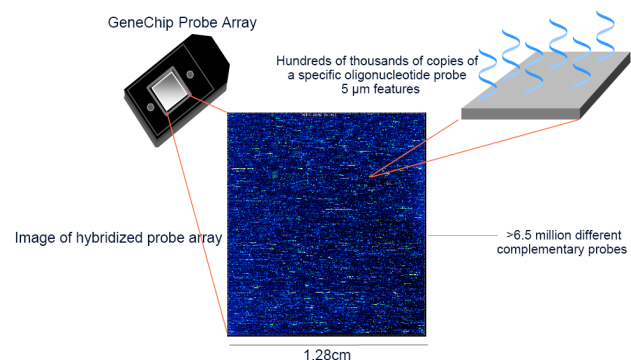 GeneChip Probe Array
Hundreds of thousands of copies of
a specific oligonucleotide probe
5 µm features
Image of hybridized probe array
>6.5 million different
complementary probes
1.28cm